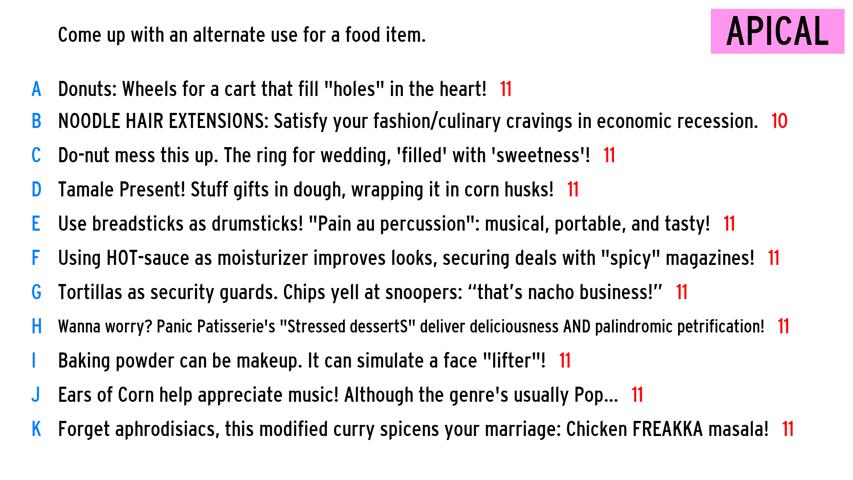 Come up with an alternate use for a food item.
APICAL
A Donuts: Wheels for a cart that fill "holes" in the heart! 11
B NOODLE HAIR EXTENSIONS: Satisfy your fashion/culinary cravings in economic recession. 10
C Do-nut mess this up. The ring for wedding, 'filled' with 'sweetness'! 11
D Tamale Present! Stuff gifts in dough, wrapping it in corn husks! 11
E Use breadsticks as drumsticks! "Pain au percussion": musical, portable, and tasty! 11
F Using HOT-sauce as moisturizer improves looks, securing deals with "spicy" magazines! 11
G Tortillas as security guards. Chips yell at snoopers: “that’s nacho business!” 11
H Wanna worry? Panic Patisserie's "Stressed dessertS" deliver deliciousness AND palindromic petrification! 11
I Baking powder can be makeup. It can simulate a face "lifter"! 11
J Ears of Corn help appreciate music! Although the genre's usually Pop... 11
K Forget aphrodisiacs, this modified curry spicens your marriage: Chicken FREAKKA masala! 11